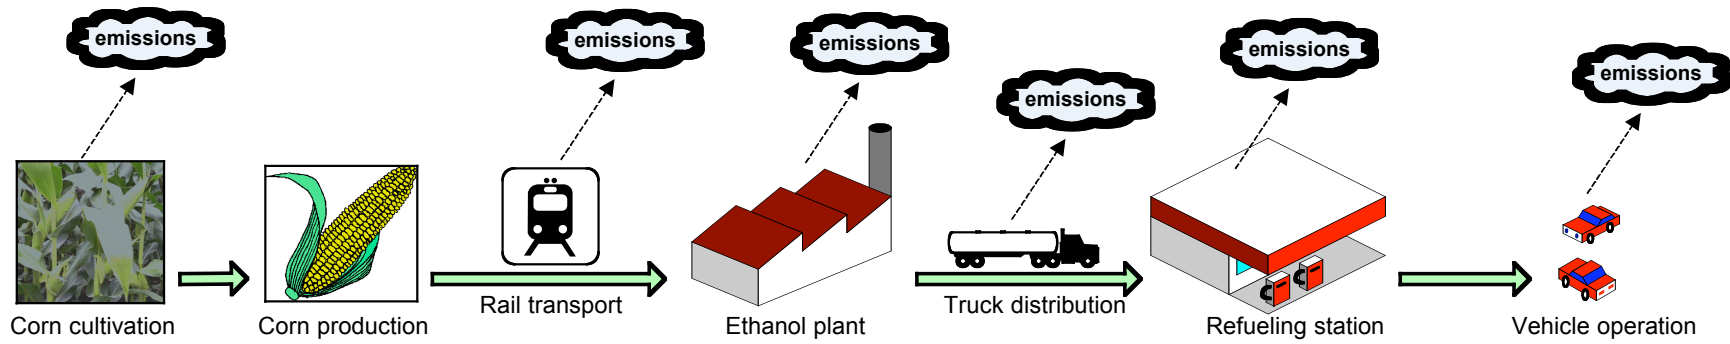 emissions
emissions
emissions
emissions
emissions
emissions
Corn cultivation
Corn production
Rail transport
Ethanol plant
Truck distribution
Refueling station
Vehicle operation